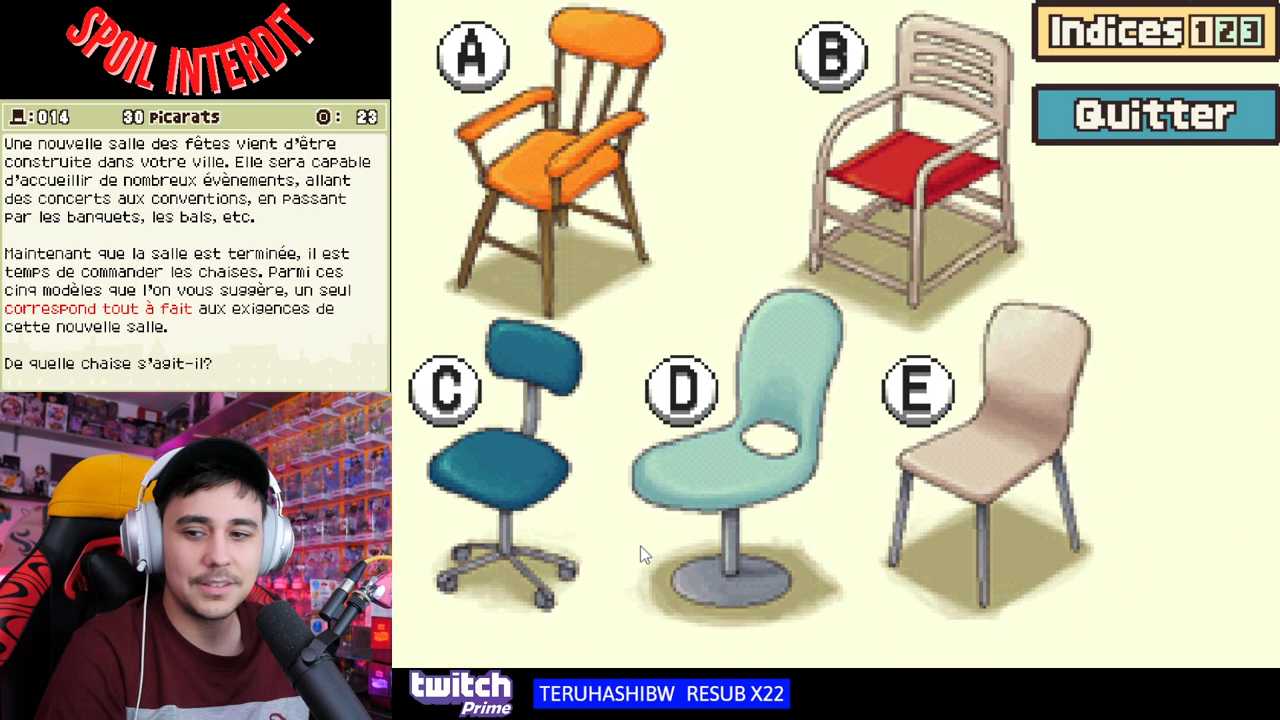 SPOIL INTERDIT
:014 30 picarats : 23
Une nouvelle salle des fêtes vient d'être
construite dans votre ville. Elle sera capable
d'accueillir de nombreux évènements, allant
des concerts aux conventions, en passant
par les banquets, les bals, etc.
Maintenant que la salle est terminée, il est
temps de commander les chaises. Parmi ces
cinq modèles que l'on vous suggère, un seul
correspond tout à fait aux exigences de
cette nouvelle salle.
De quelle chaise s'agit-il?
A
B
C
D
E
Indices 1 2 3
Quitter
twitch
Prime
TERUHASHIBW RESUB X22